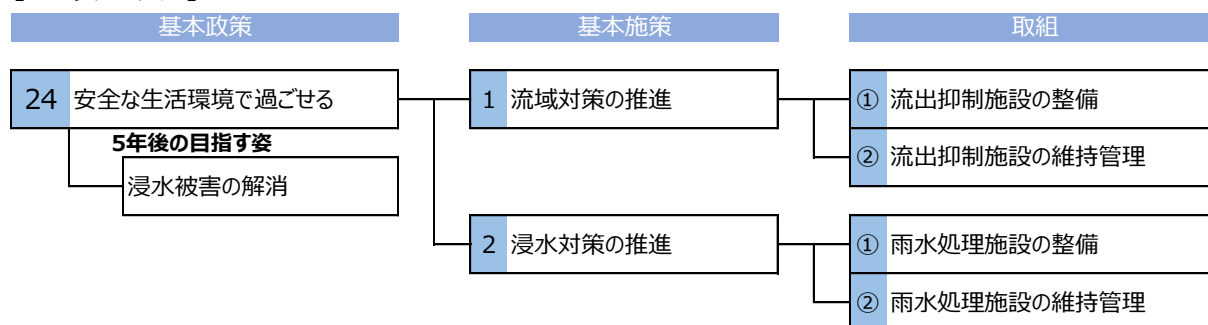 基本政策
基本施策
取組
24 安全な生活環境で過ごせる
5年後の目指す姿
浸水被害の解消
1 流域対策の推進
① 流出抑制施設の整備
② 流出抑制施設の維持管理
2 浸水対策の推進
① 雨水処理施設の整備
② 雨水処理施設の維持管理